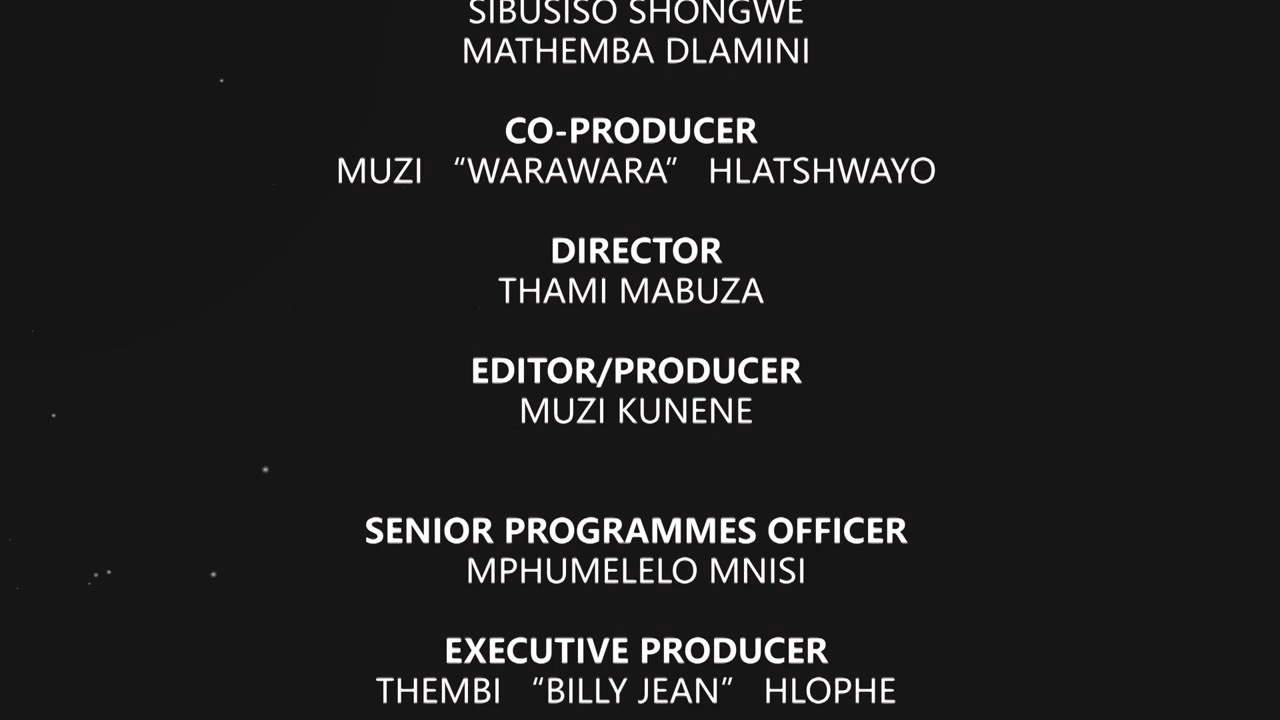 SIBUSISO SHONGWE
MATHEMBA DLAMINI
CO-PRODUCER
MUZI “WARAWARA” HLATSHWAYO
DIRECTOR
THAMI MABUZA
EDITOR/PRODUCER
MUZI KUNENE
SENIOR PROGRAMMES OFFICER
MPHUMELELO MNISI
EXECUTIVE PRODUCER
THEMBI “BILLY JEAN” HLOPHE